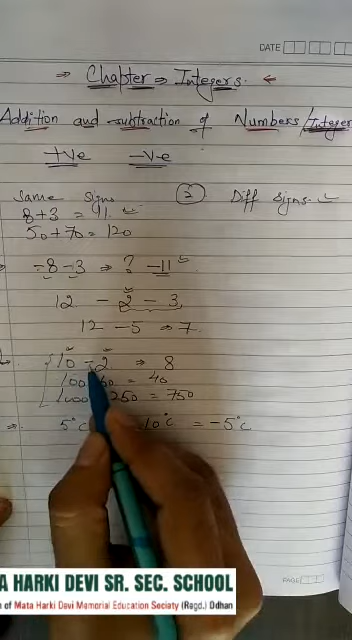 DATE
⇒ Chapter ⇒ Integers. ←
Addition and subtraction of Numbers/Integer
+ve -ve
Same signs ② Diff signs.
8+3 = 11.
50+70 = 120
-8-3 ⇒ ? -11
12 - 2 - 3
12 -5 ⇒ 7.
10 -2 ⇒ 8
100 60 = 40
1000 250 = 750
⇒ 5°C 10°C = -5°C
PAGE
A HARKI DEVI SR. SEC. SCHOOL
n of Mata Harki Devi Memorial Education Society (Regd.) Odhan